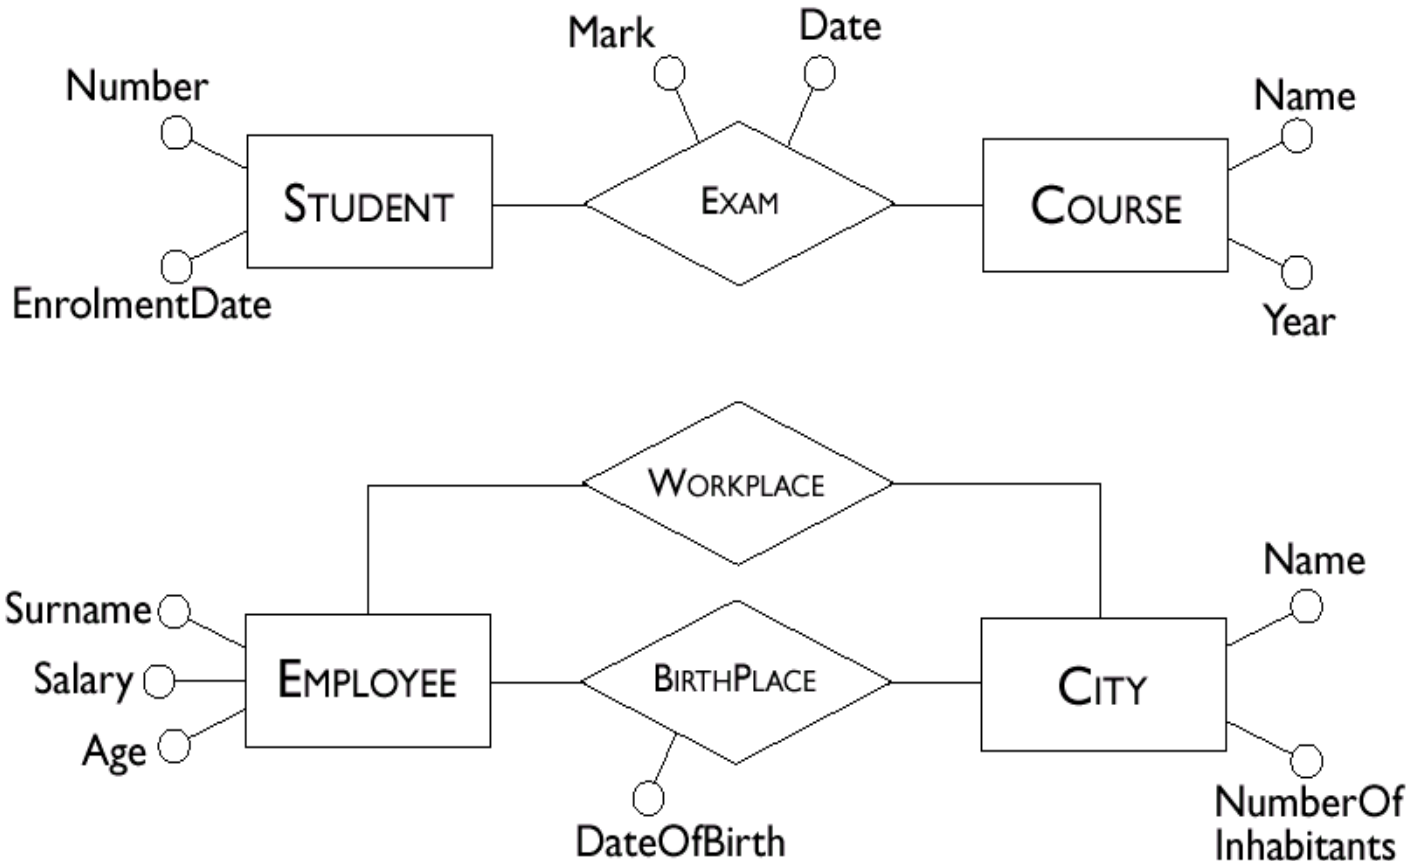 Mark
Date
Number
Name
STUDENT
EXAM
COURSE
EnrolmentDate
Year
WORKPLACE
Name
Surname
Salary
EMPLOYEE
BIRTHPLACE
CITY
Age
DateOfBirth
NumberOf
Inhabitants